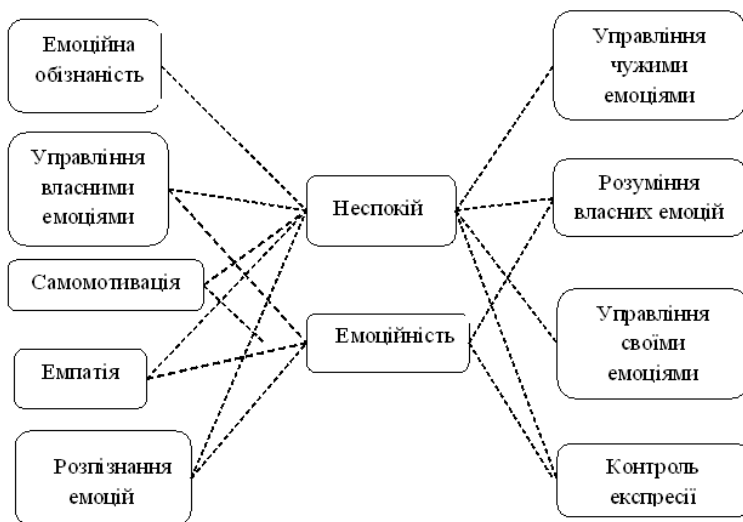 Емоційна
обізнаність
Управління
власними
емоціями
Самомотивація
Емпатія
Розпізнання
емоцій
Неспокій
Емоційність
Управління
чужими
емоціями
Розуміння
власних емоцій
Управління
своїми
емоціями
Контроль
експресії